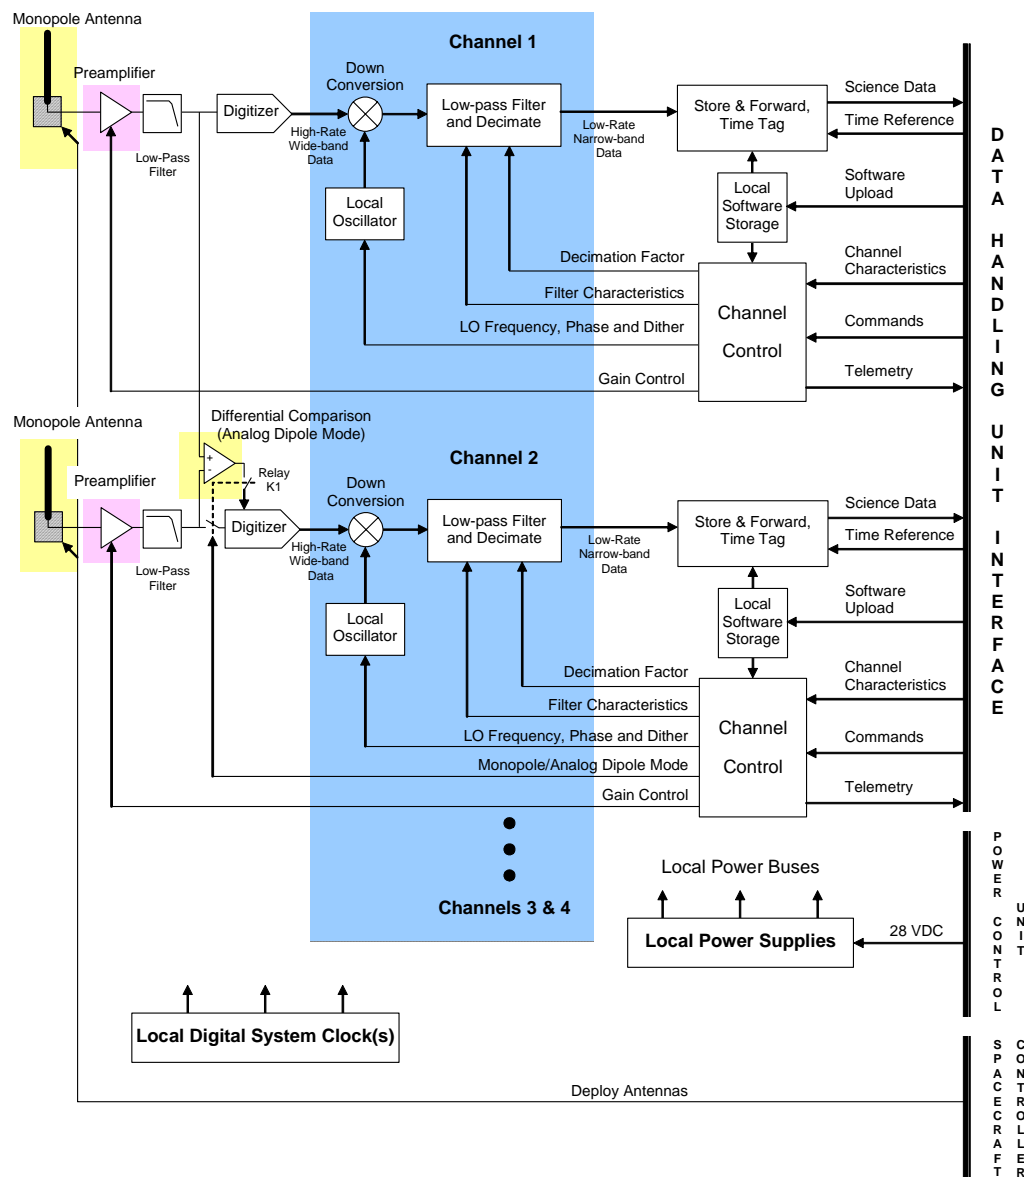 Monopole Antenna
Preamplifier
Low-Pass
Filter
Digitizer
High-Rate
Wide-band
Data
Channel 1
Down
Conversion
Local
Oscillator
Low-pass Filter
and Decimate
Low-Rate
Narrow-band
Data
Store & Forward,
Time Tag
Local
Software
Storage
Science Data
Time Reference
Software
Upload
Decimation Factor
Filter Characteristics
LO Frequency, Phase and Dither
Gain Control
Channel
Control
Channel
Characteristics
Commands
Telemetry
Monopole Antenna
Preamplifier
Low-Pass
Filter
Differential Comparison
(Analog Dipole Mode)
+
-
Relay
K1
Digitizer
High-Rate
Wide-band
Data
Channel 2
Down
Conversion
Local
Oscillator
Low-pass Filter
and Decimate
Low-Rate
Narrow-band
Data
Store & Forward,
Time Tag
Local
Software
Storage
Science Data
Time Reference
Software
Upload
Decimation Factor
Filter Characteristics
LO Frequency, Phase and Dither
Monopole/Analog Dipole Mode
Gain Control
Channel
Control
Channel
Characteristics
Commands
Telemetry
Channels 3 & 4
Local Power Buses
Local Power Supplies
28 VDC
Local Digital System Clock(s)
Deploy Antennas
DATA HANDLING UNIT INTERFACE
POWER CONTROL
UNIT
SPACECRAFT
CONTROLLER